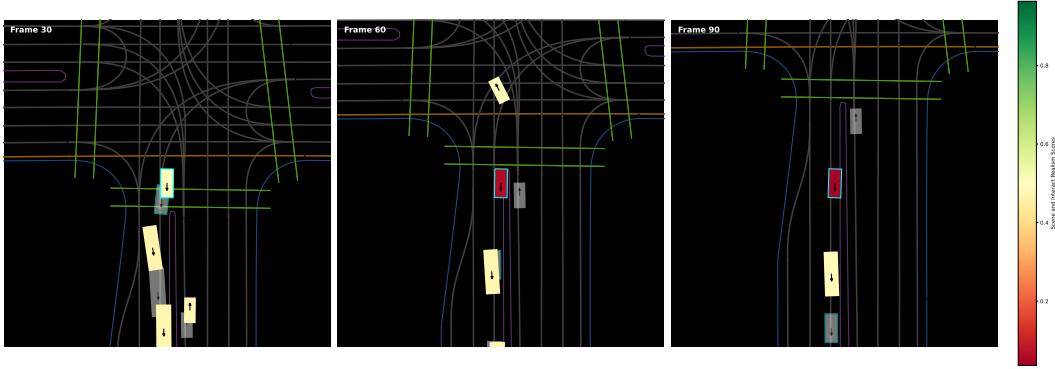 Frame 30
Frame 60
Frame 90
0.8
0.6
0.4
0.2
Scene and Interact Realism Scores